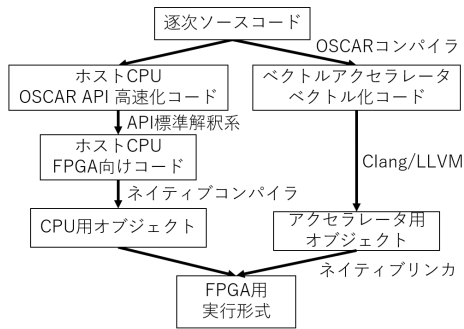 逐次ソースコード
OSCARコンパイラ
ホストCPU
OSCAR API 高速化コード
ベクトルアクセラレータ
ベクトル化コード
API標準解釈系
ホストCPU
FPGA向けコード
Clang/LLVM
ネイティブコンパイラ
CPU用オブジェクト
アクセラレータ用
オブジェクト
ネイティブリンカ
FPGA用
実行形式